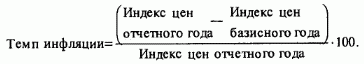 Индекс цен Индекс цен
отчетного года — базисного года
Темп инфляции= ·100.
Индекс цен отчетного года